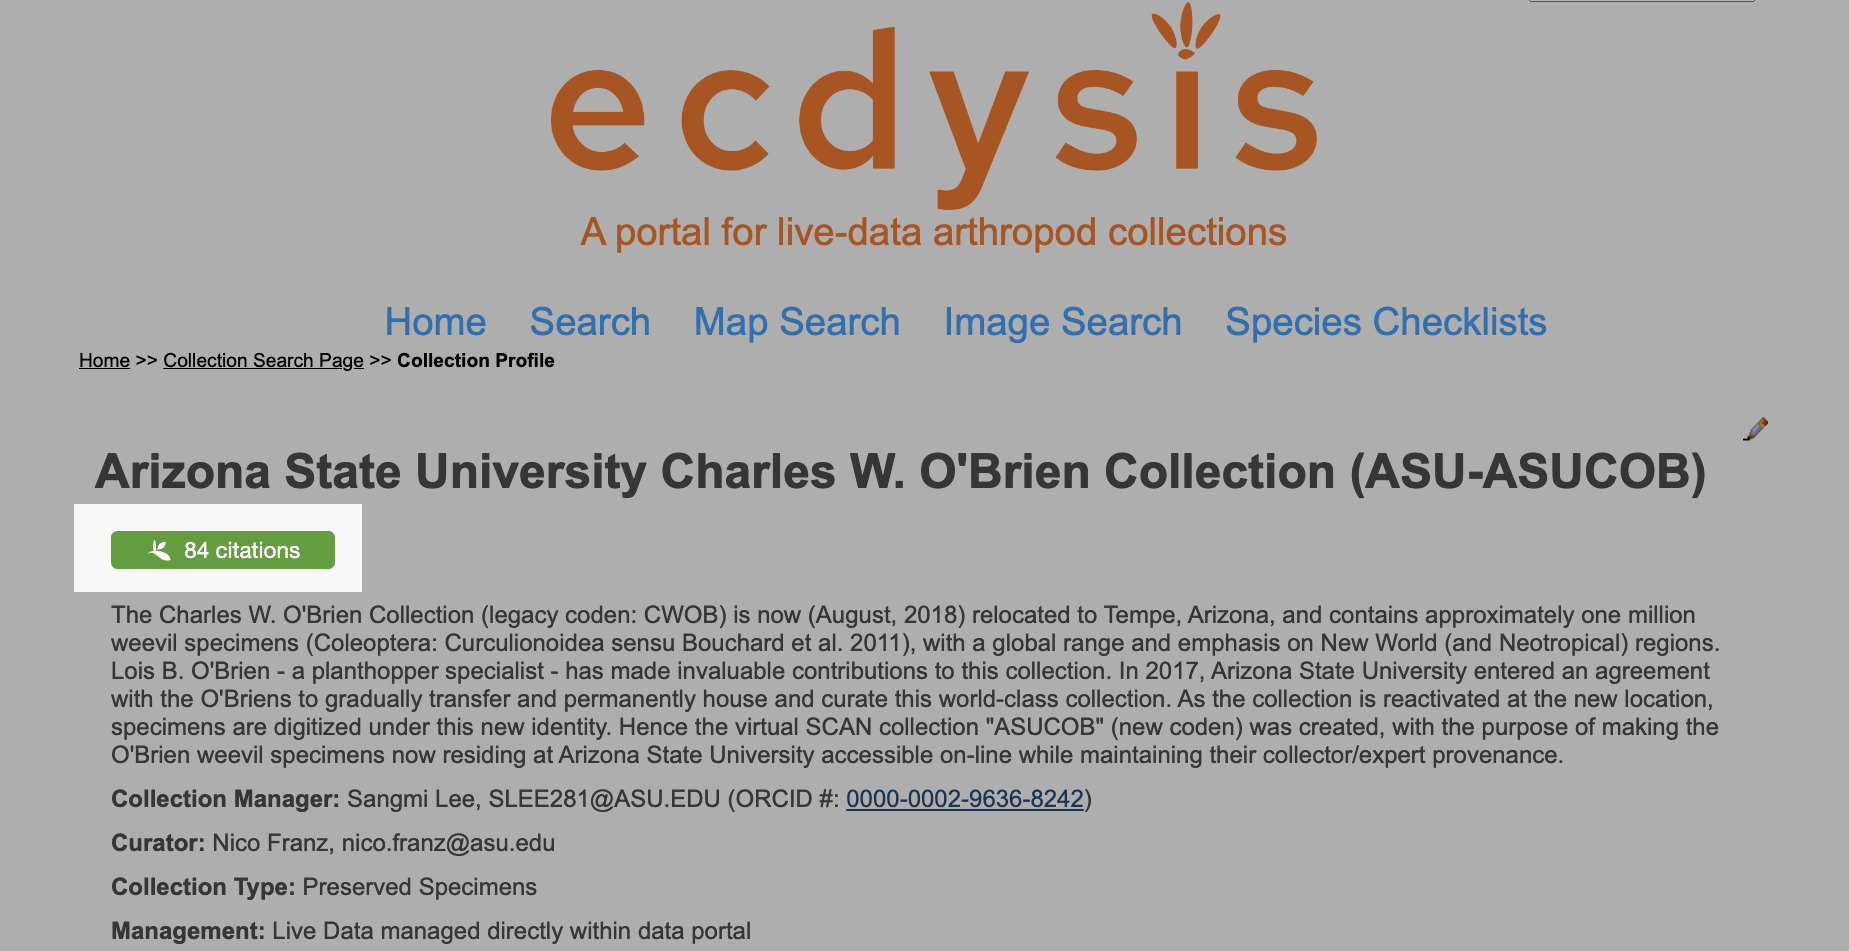 ecdysis
A portal for live-data arthropod collections
Home Search Map Search Image Search Species Checklists
Home >> Collection Search Page >> Collection Profile
Arizona State University Charles W. O'Brien Collection (ASU-ASUCOB)
84 citations
The Charles W. O'Brien Collection (legacy coden: CWOB) is now (August, 2018) relocated to Tempe, Arizona, and contains approximately one million
weevil specimens (Coleoptera: Curculionoidea sensu Bouchard et al. 2011), with a global range and emphasis on New World (and Neotropical) regions.
Lois B. O'Brien - a planthopper specialist - has made invaluable contributions to this collection. In 2017, Arizona State University entered an agreement
with the O'Briens to gradually transfer and permanently house and curate this world-class collection. As the collection is reactivated at the new location,
specimens are digitized under this new identity. Hence the virtual SCAN collection "ASUCOB" (new coden) was created, with the purpose of making the
O'Brien weevil specimens now residing at Arizona State University accessible on-line while maintaining their collector/expert provenance.
Collection Manager: Sangmi Lee, SLEE281@ASU.EDU (ORCID #: 0000-0002-9636-8242)
Curator: Nico Franz, nico.franz@asu.edu
Collection Type: Preserved Specimens
Management: Live Data managed directly within data portal